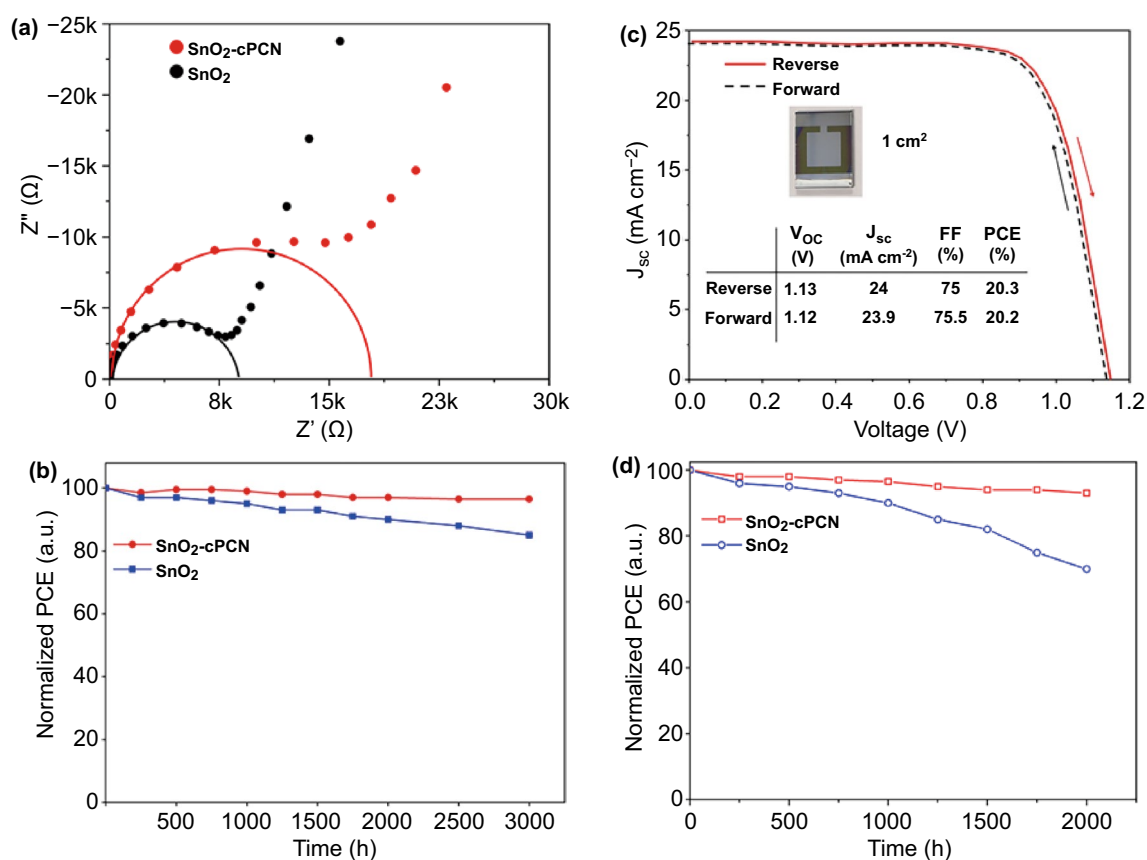 (a)
−25k
−20k
−15k
−10k
−5k
0
Z″ (Ω)
SnO₂-cPCN
SnO₂
0 8k 15k 23k 30k
Z' (Ω)
(c)
25
20
15
10
5
0
J_sc (mA cm⁻²)
Reverse
Forward
1 cm²
V_OC J_sc FF PCE
(V) (mA cm⁻²) (%) (%)
Reverse 1.13 24 75 20.3
Forward 1.12 23.9 75.5 20.2
0.0 0.2 0.4 0.6 0.8 1.0 1.2
Voltage (V)
(b)
100
80
60
40
20
0
Normalized PCE (a.u.)
SnO₂-cPCN
SnO₂
500 1000 1500 2000 2500 3000
Time (h)
(d)
100
80
60
40
20
0
Normalized PCE (a.u.)
SnO₂-cPCN
SnO₂
0 500 1000 1500 2000
Time (h)